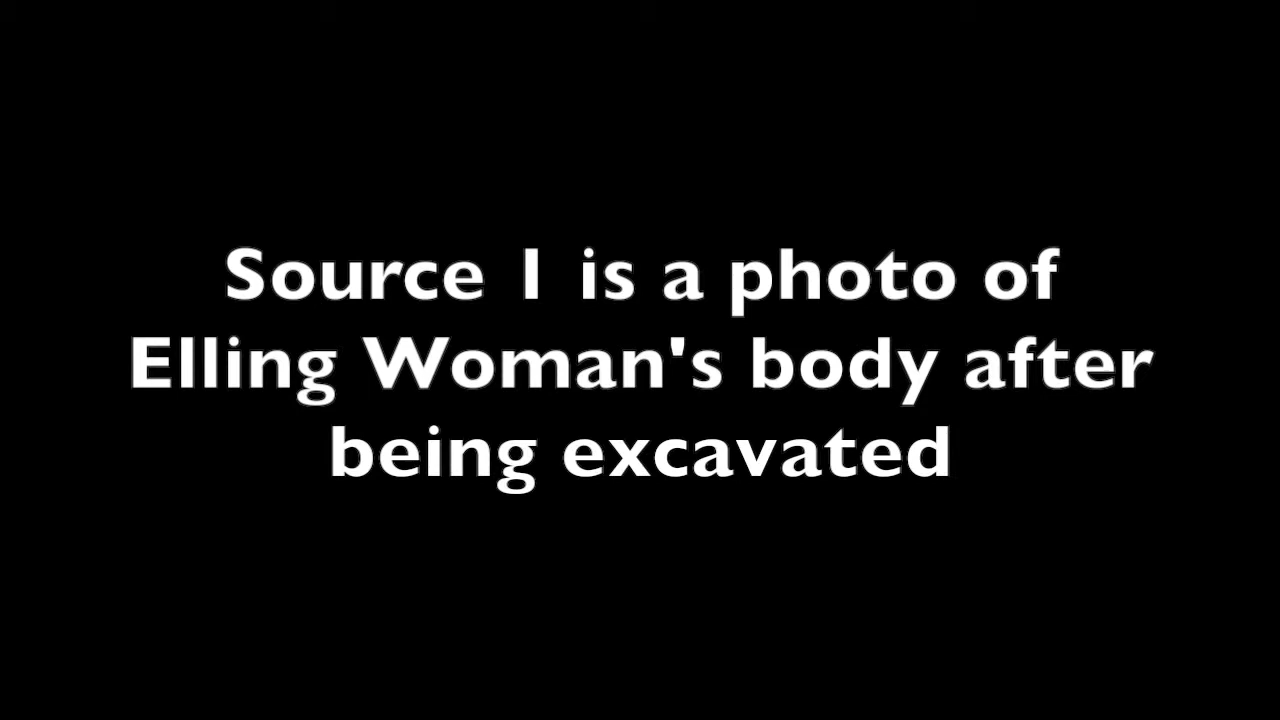 Source 1 is a photo of
Elling Woman's body after
being excavated